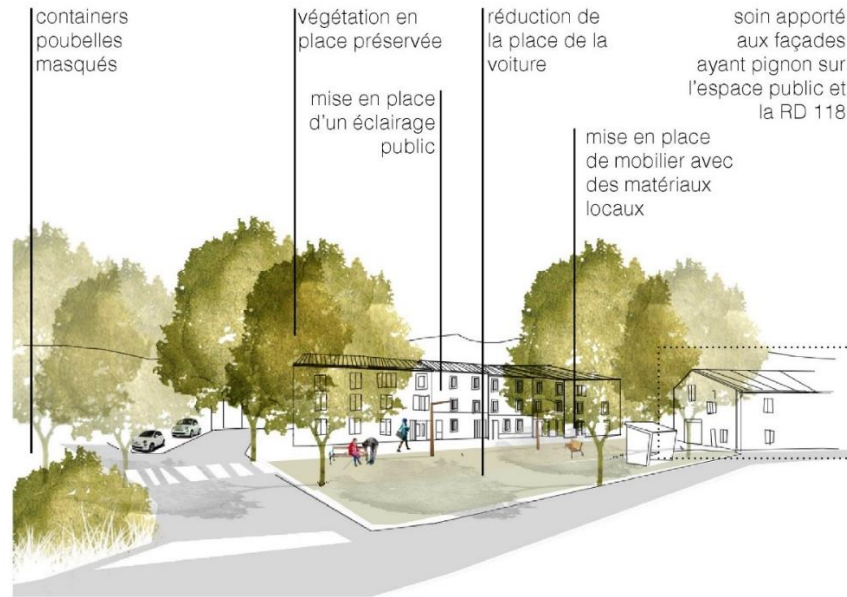 containers
poubelles
masqués
végétation en
place préservée
mise en place
d'un éclairage
public
réduction de
la place de la
voiture
mise en place
de mobilier avec
des matériaux
locaux
soin apporté
aux façades
ayant pignon sur
l'espace public et
la RD 118